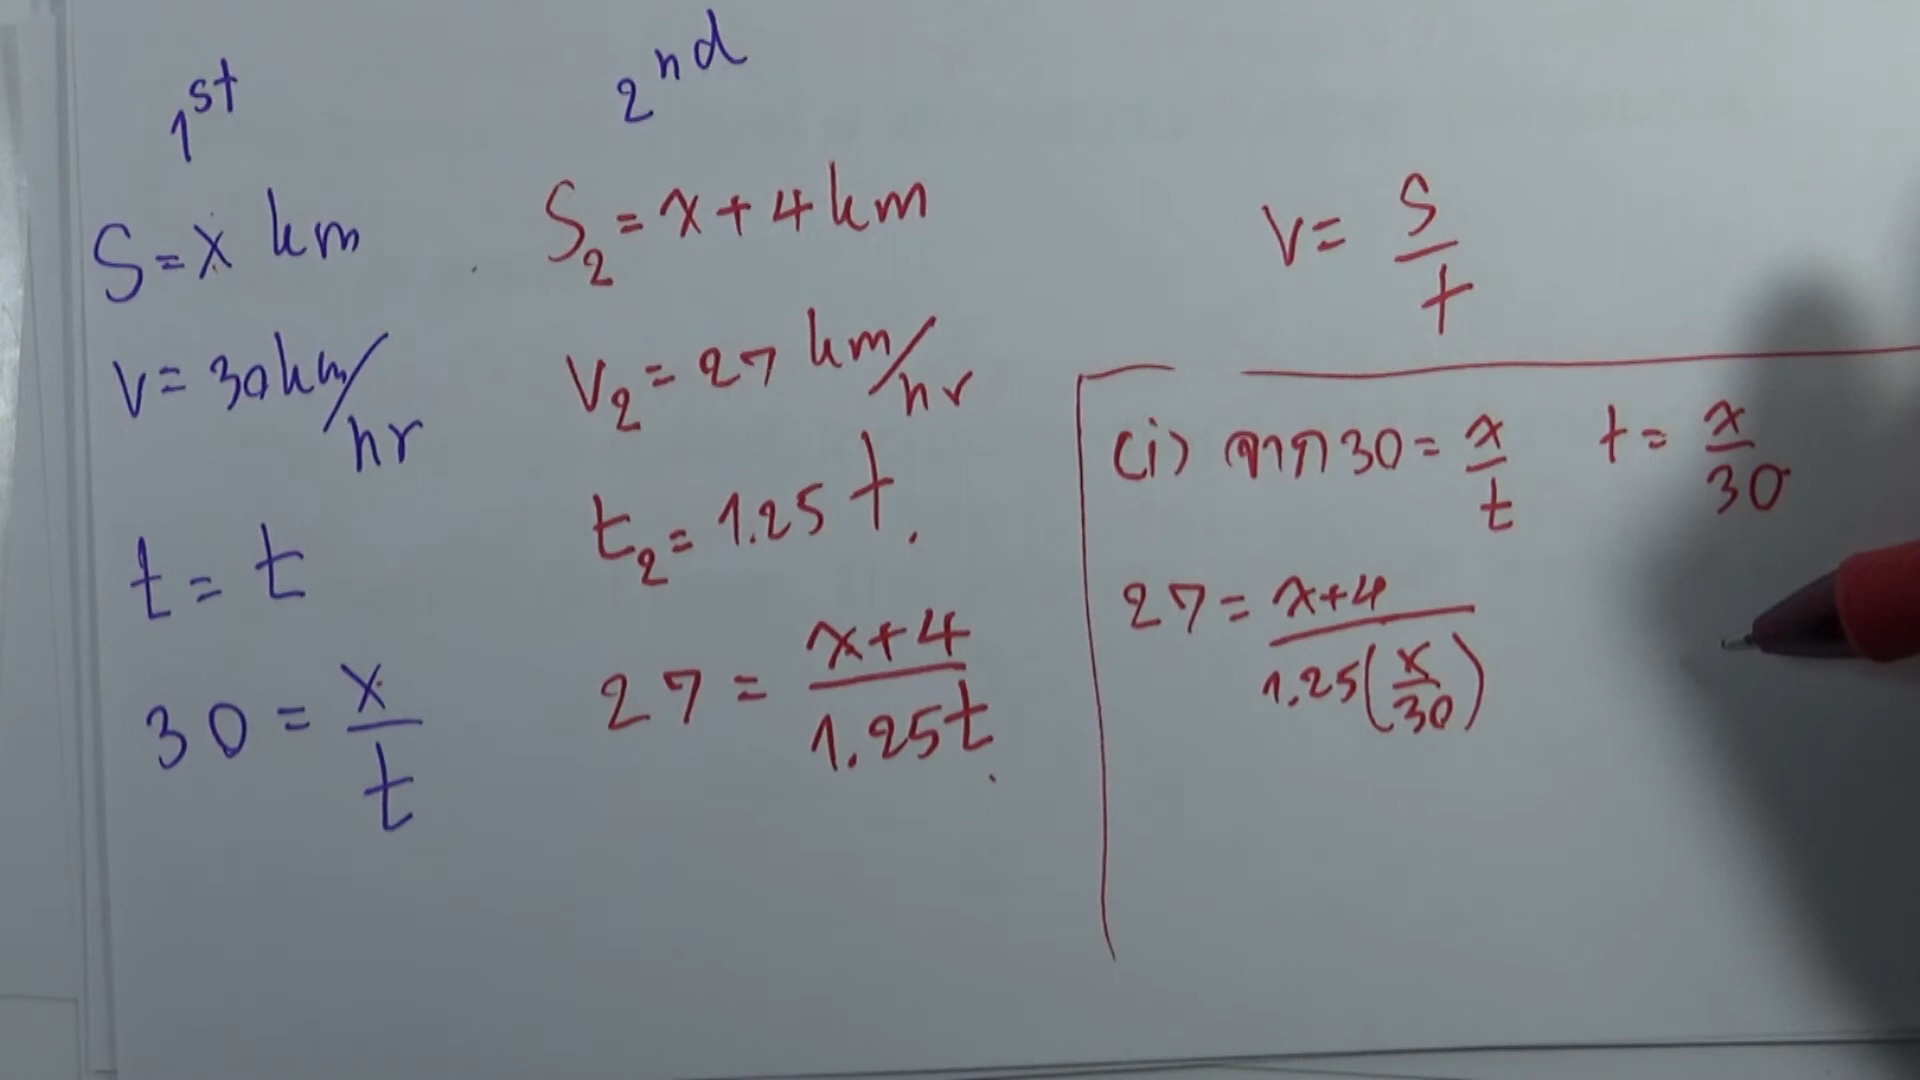 1st
S = x km
V = 30 km/hr
t = t
30 = x/t
2nd
S₂ = x + 4 km
V₂ = 27 km/hr
t₂ = 1.25 t.
27 = x+4/1.25t
V = S/t
(i) จาก 30 = x/t t = x/30
27 = x+4/1.25(x/30)